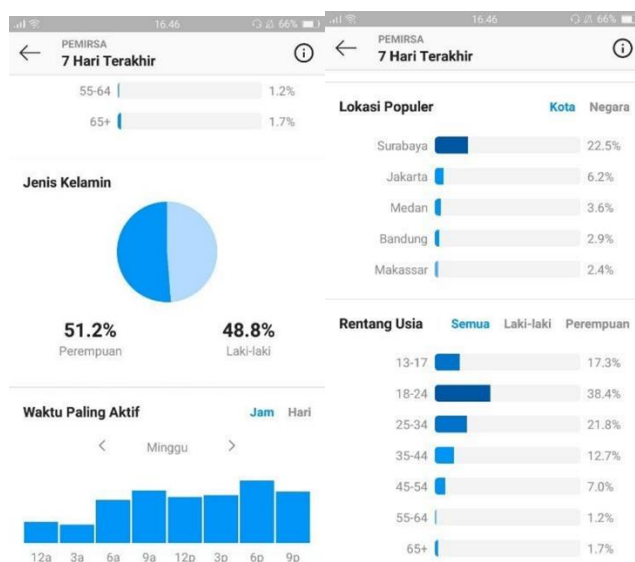 16.46
66%
PEMIRSA
7 Hari Terakhir
55-64 1.2%
65+ 1.7%
Jenis Kelamin
51.2% 48.8%
Perempuan Laki-laki
Waktu Paling Aktif Jam Hari
Minggu
12a 3a 6a 9a 12p 3p 6p 9p
16.46
66%
PEMIRSA
7 Hari Terakhir
Lokasi Populer Kota Negara
Surabaya 22.5%
Jakarta 6.2%
Medan 3.6%
Bandung 2.9%
Makassar 2.4%
Rentang Usia Semua Laki-laki Perempuan
13-17 17.3%
18-24 38.4%
25-34 21.8%
35-44 12.7%
45-54 7.0%
55-64 1.2%
65+ 1.7%